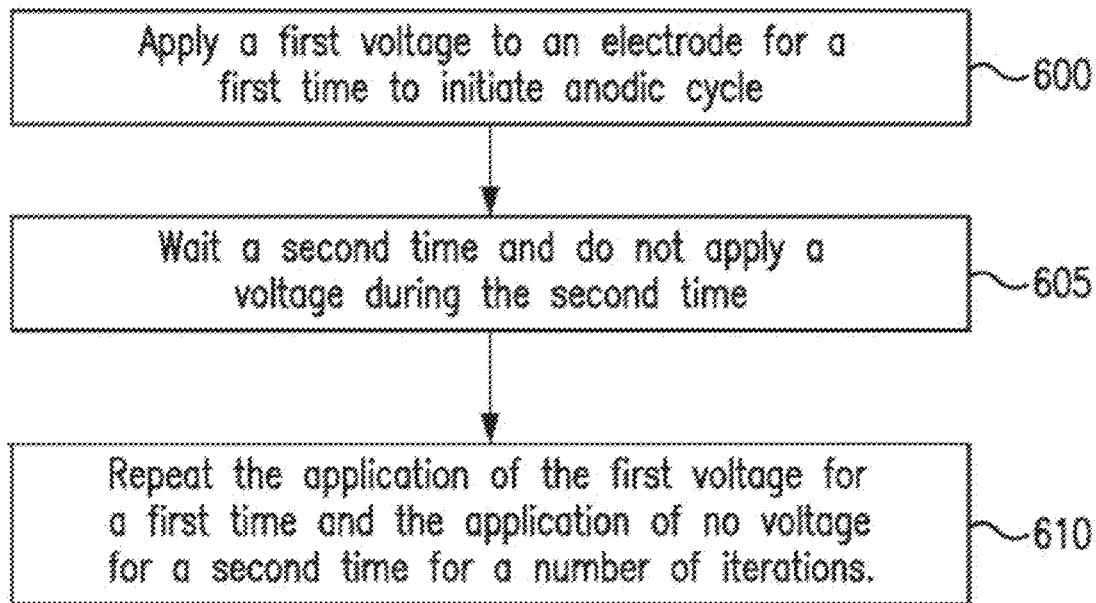 Apply a first voltage to an electrode for a
first time to initiate anodic cycle
600
Wait a second time and do not apply a
voltage during the second time
605
Repeat the application of the first voltage for
a first time and the application of no voltage
for a second time for a number of iterations.
610